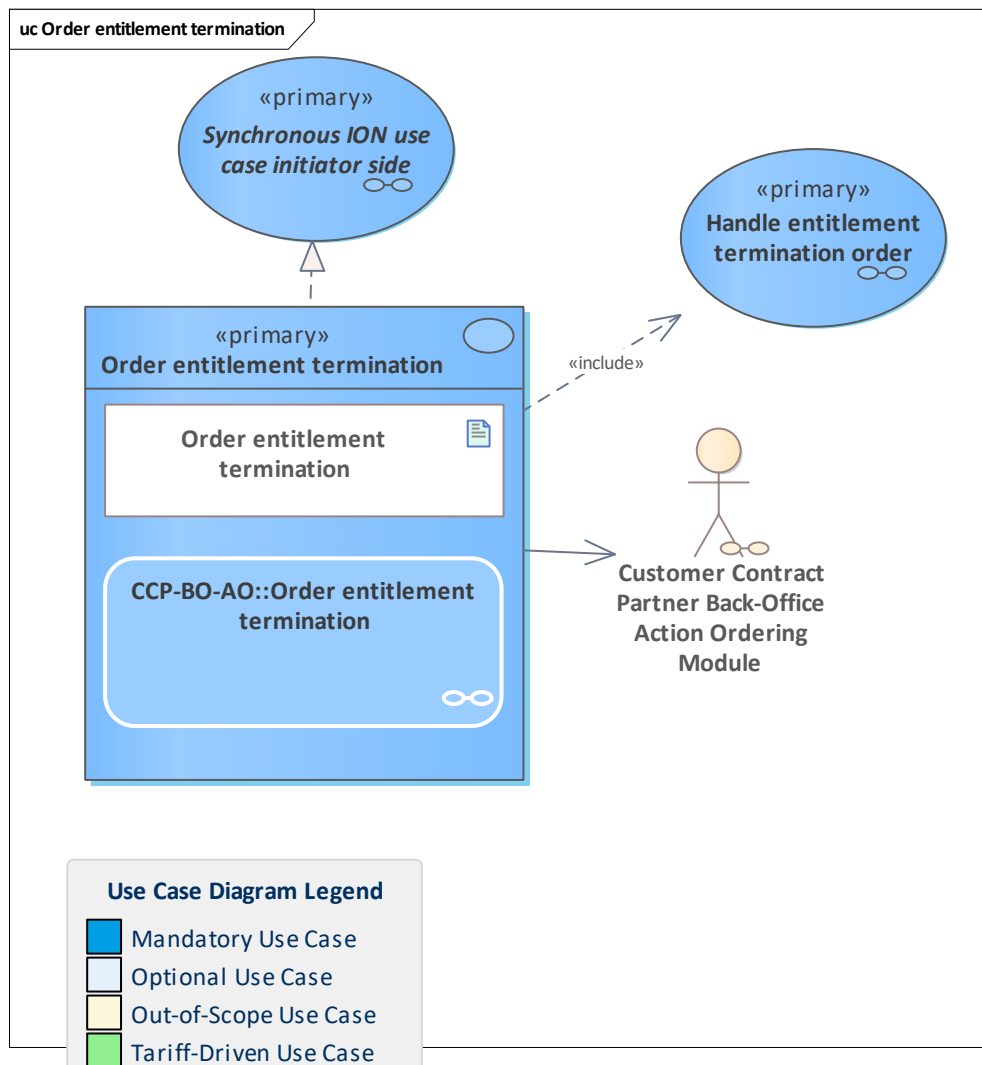 uc Order entitlement termination
«primary»
Synchronous ION use
case initiator side
«primary»
Handle entitlement
termination order
«primary»
Order entitlement termination
«include»
Order entitlement
termination
CCP-BO-AO::Order entitlement
termination
Customer Contract
Partner Back-Office
Action Ordering
Module
Use Case Diagram Legend
Mandatory Use Case
Optional Use Case
Out-of-Scope Use Case
Tariff-Driven Use Case